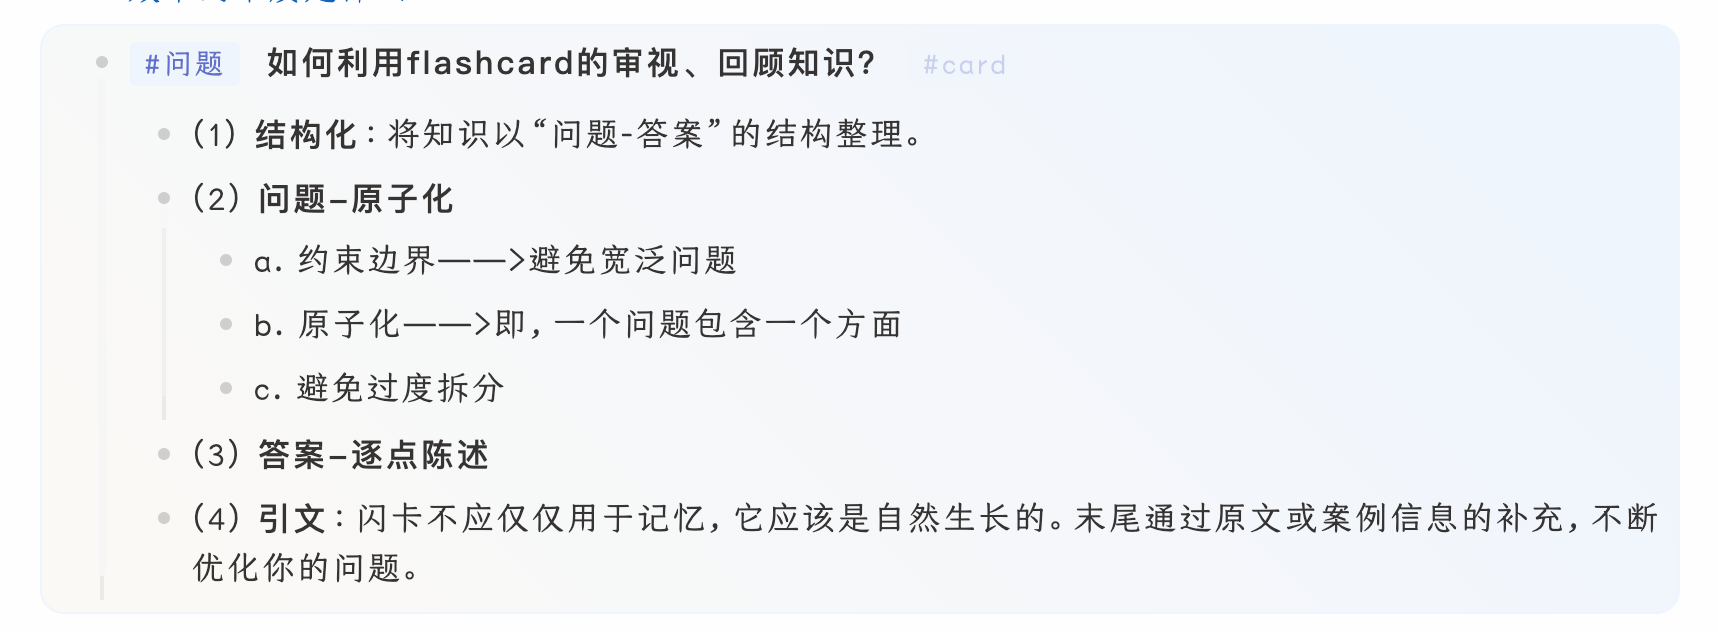 #问题 如何利用flashcard的审视、回顾知识? #card
(1) 结构化：将知识以“问题-答案”的结构整理。
(2) 问题-原子化
a. 约束边界——>避免宽泛问题
b. 原子化——>即，一个问题包含一个方面
c. 避免过度拆分
(3) 答案-逐点陈述
(4) 引文：闪卡不应仅仅用于记忆，它应该是自然生长的。末尾通过原文或案例信息的补充，不断
优化你的问题。